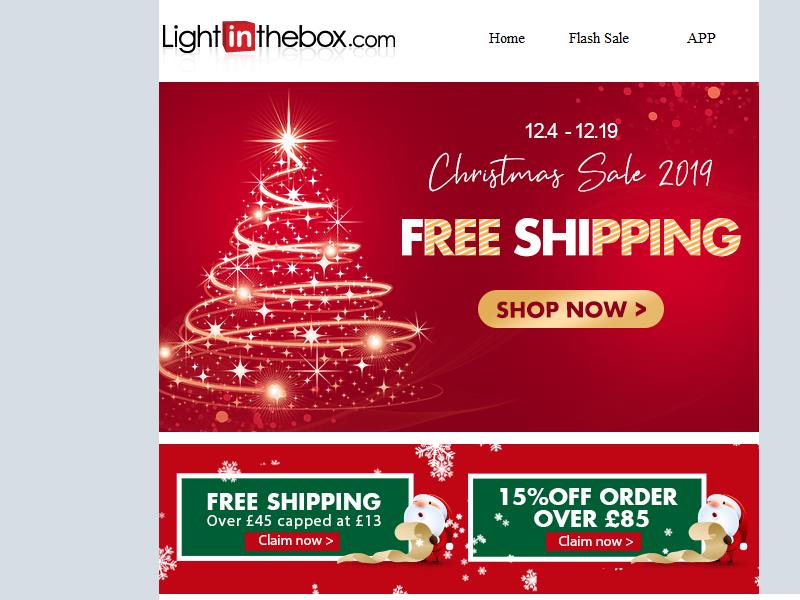 Lightinthebox.com
Home Flash Sale APP
12.4 - 12.19
Christmas Sale 2019
FREE SHIPPING
SHOP NOW >
FREE SHIPPING
Over £45 capped at £13
Claim now >
15%OFF ORDER
OVER £85
Claim now >